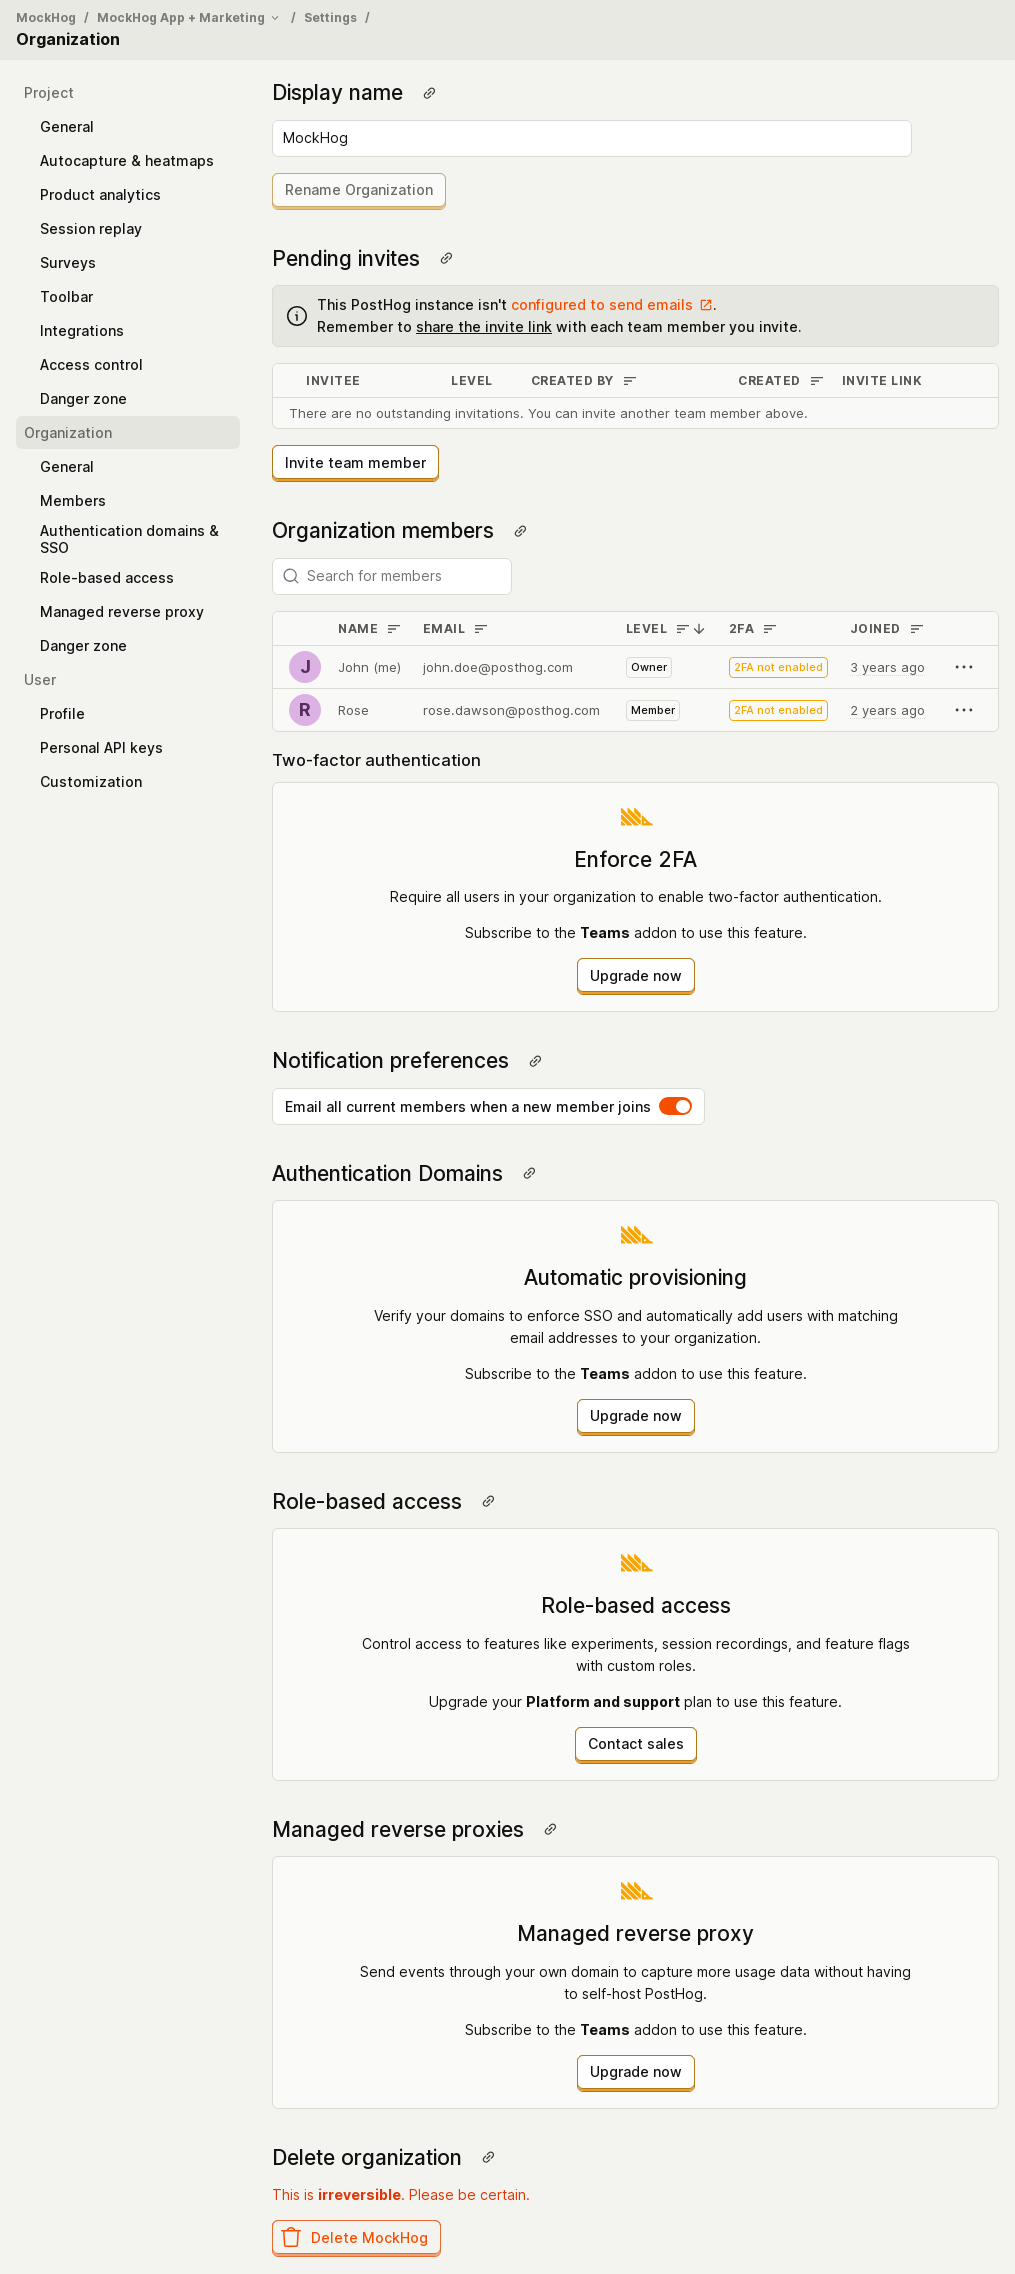 MockHog / MockHog App + Marketing / Settings /
Organization
Project
General
Autocapture & heatmaps
Product analytics
Session replay
Surveys
Toolbar
Integrations
Access control
Danger zone
Organization
General
Members
Authentication domains &
SSO
Role-based access
Managed reverse proxy
Danger zone
User
Profile
Personal API keys
Customization
Display name
MockHog
Rename Organization
Pending invites
This PostHog instance isn't configured to send emails.
Remember to share the invite link with each team member you invite.
INVITEE LEVEL CREATED BY CREATED INVITE LINK
There are no outstanding invitations. You can invite another team member above.
Invite team member
Organization members
Search for members
NAME EMAIL LEVEL 2FA JOINED
J John (me) john.doe@posthog.com Owner 2FA not enabled 3 years ago
R Rose rose.dawson@posthog.com Member 2FA not enabled 2 years ago
Two-factor authentication
Enforce 2FA
Require all users in your organization to enable two-factor authentication.
Subscribe to the Teams addon to use this feature.
Upgrade now
Notification preferences
Email all current members when a new member joins
Authentication Domains
Automatic provisioning
Verify your domains to enforce SSO and automatically add users with matching
email addresses to your organization.
Subscribe to the Teams addon to use this feature.
Upgrade now
Role-based access
Role-based access
Control access to features like experiments, session recordings, and feature flags
with custom roles.
Upgrade your Platform and support plan to use this feature.
Contact sales
Managed reverse proxies
Managed reverse proxy
Send events through your own domain to capture more usage data without having
to self-host PostHog.
Subscribe to the Teams addon to use this feature.
Upgrade now
Delete organization
This is irreversible. Please be certain.
Delete MockHog